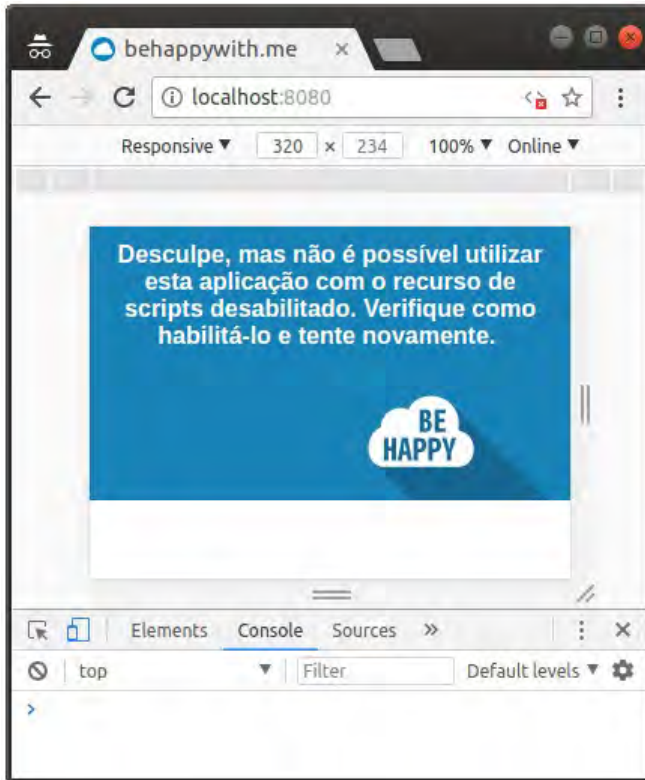 behappywith.me
localhost:8080
Responsive 320 × 234 100% Online
Desculpe, mas não é possível utilizar
esta aplicação com o recurso de
scripts desabilitado. Verifique como
habilitá-lo e tente novamente.
BE
HAPPY
Elements Console Sources »
top Filter Default levels